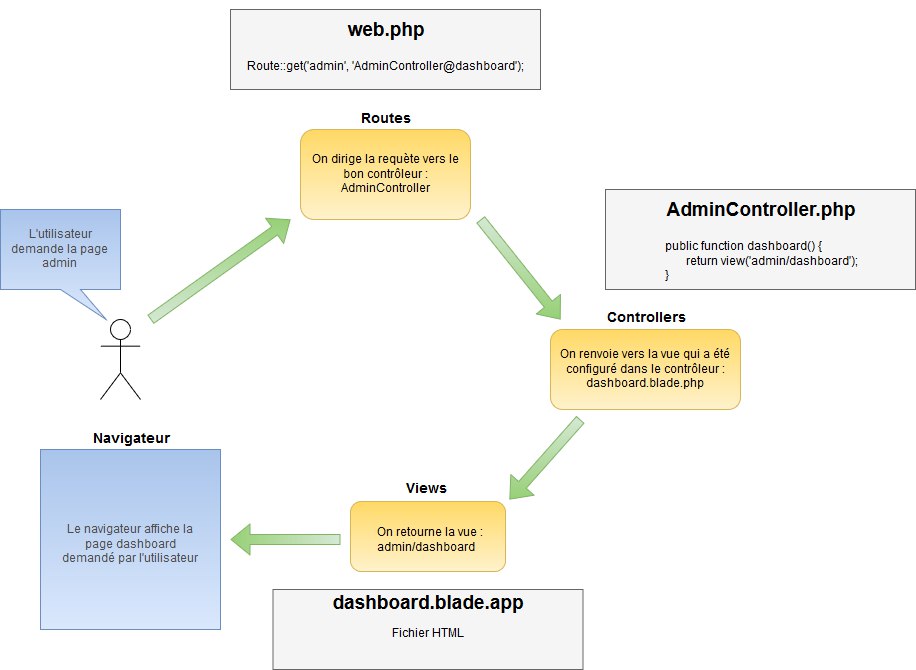 web.php
Route::get('admin', 'AdminController@dashboard');
Routes
On dirige la requète vers le
bon contrôleur :
AdminController
L'utilisateur
demande la page
admin
AdminController.php
public function dashboard() {
return view('admin/dashboard');
}
Controllers
On renvoie vers la vue qui a été
configuré dans le contrôleur :
dashboard.blade.php
Navigateur
Le navigateur affiche la
page dashboard
demandé par l'utilisateur
Views
On retourne la vue :
admin/dashboard
dashboard.blade.app
Fichier HTML